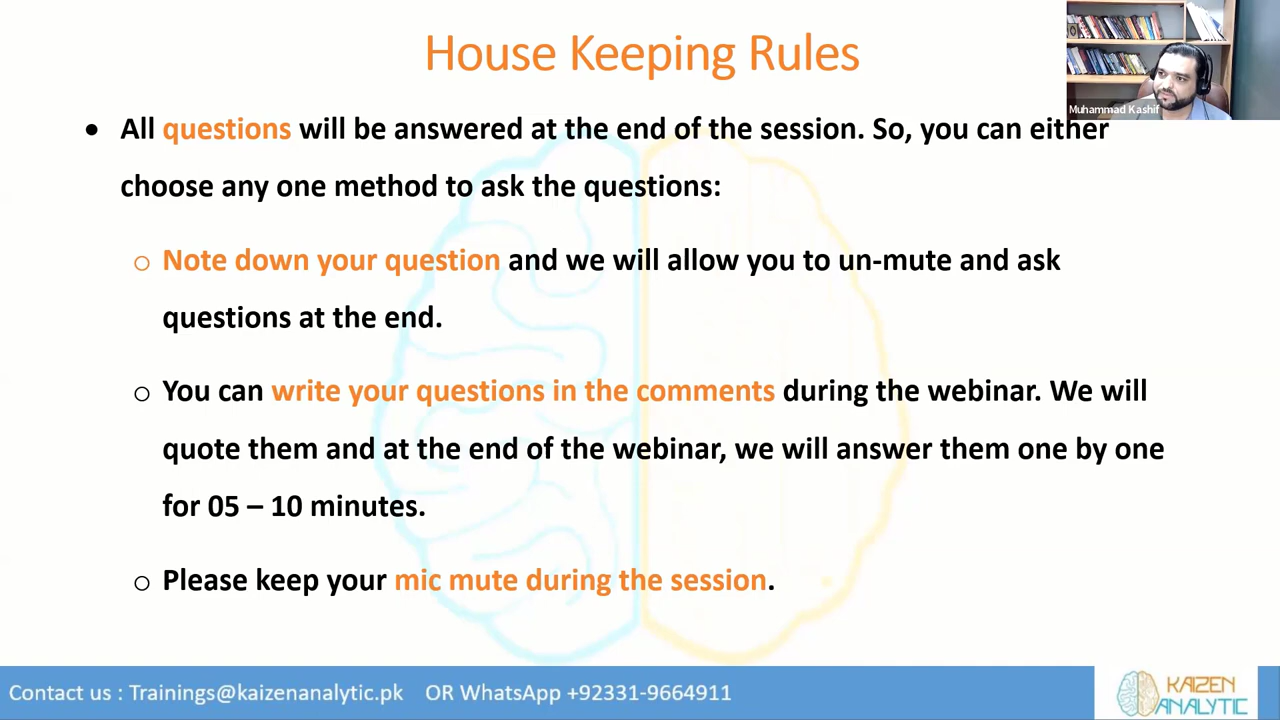 House Keeping Rules
Muhammad Kashif
• All questions will be answered at the end of the session. So, you can either
choose any one method to ask the questions:
o Note down your question and we will allow you to un-mute and ask
questions at the end.
o You can write your questions in the comments during the webinar. We will
quote them and at the end of the webinar, we will answer them one by one
for 05 – 10 minutes.
o Please keep your mic mute during the session.
Contact us : Trainings@kaizenanalytic.pk OR WhatsApp +92331-9664911
KAIZEN
ANALYTIC